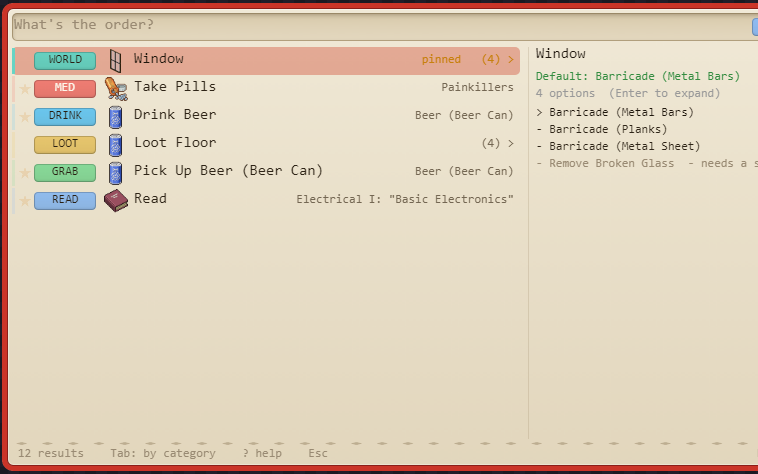 What's the order?
WORLD Window pinned (4) >
MED Take Pills Painkillers
DRINK Drink Beer Beer (Beer Can)
LOOT Loot Floor (4) >
GRAB Pick Up Beer (Beer Can) Beer (Beer Can)
READ Read Electrical I: "Basic Electronics"
Window
Default: Barricade (Metal Bars)
4 options (Enter to expand)
> Barricade (Metal Bars)
- Barricade (Planks)
- Barricade (Metal Sheet)
- Remove Broken Glass - needs a
12 results Tab: by category ? help Esc